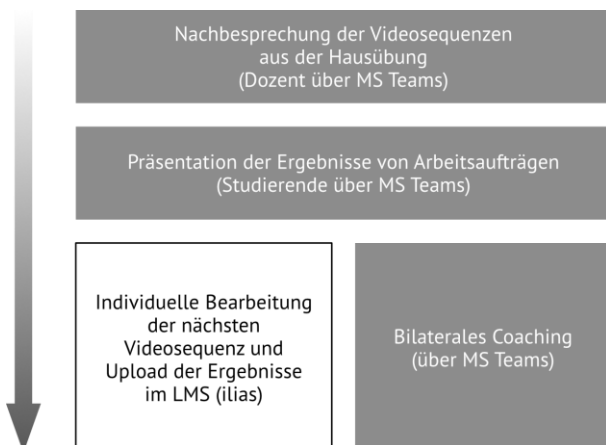 Nachbesprechung der Videosequenzen
aus der Hausübung
(Dozent über MS Teams)
Präsentation der Ergebnisse von Arbeitsaufträgen
(Studierende über MS Teams)
Individuelle Bearbeitung
der nächsten
Videosequenz und
Upload der Ergebnisse
im LMS (ilias)
Bilaterales Coaching
(über MS Teams)